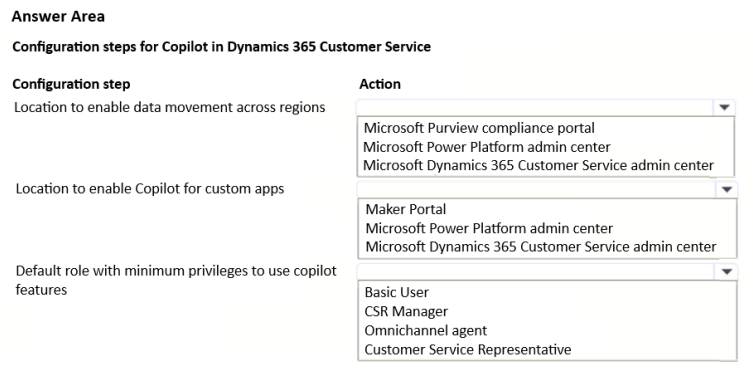 Answer Area
Configuration steps for Copilot in Dynamics 365 Customer Service
Configuration step Action
Location to enable data movement across regions
Microsoft Purview compliance portal
Microsoft Power Platform admin center
Microsoft Dynamics 365 Customer Service admin center
Location to enable Copilot for custom apps
Maker Portal
Microsoft Power Platform admin center
Microsoft Dynamics 365 Customer Service admin center
Default role with minimum privileges to use copilot
features
Basic User
CSR Manager
Omnichannel agent
Customer Service Representative